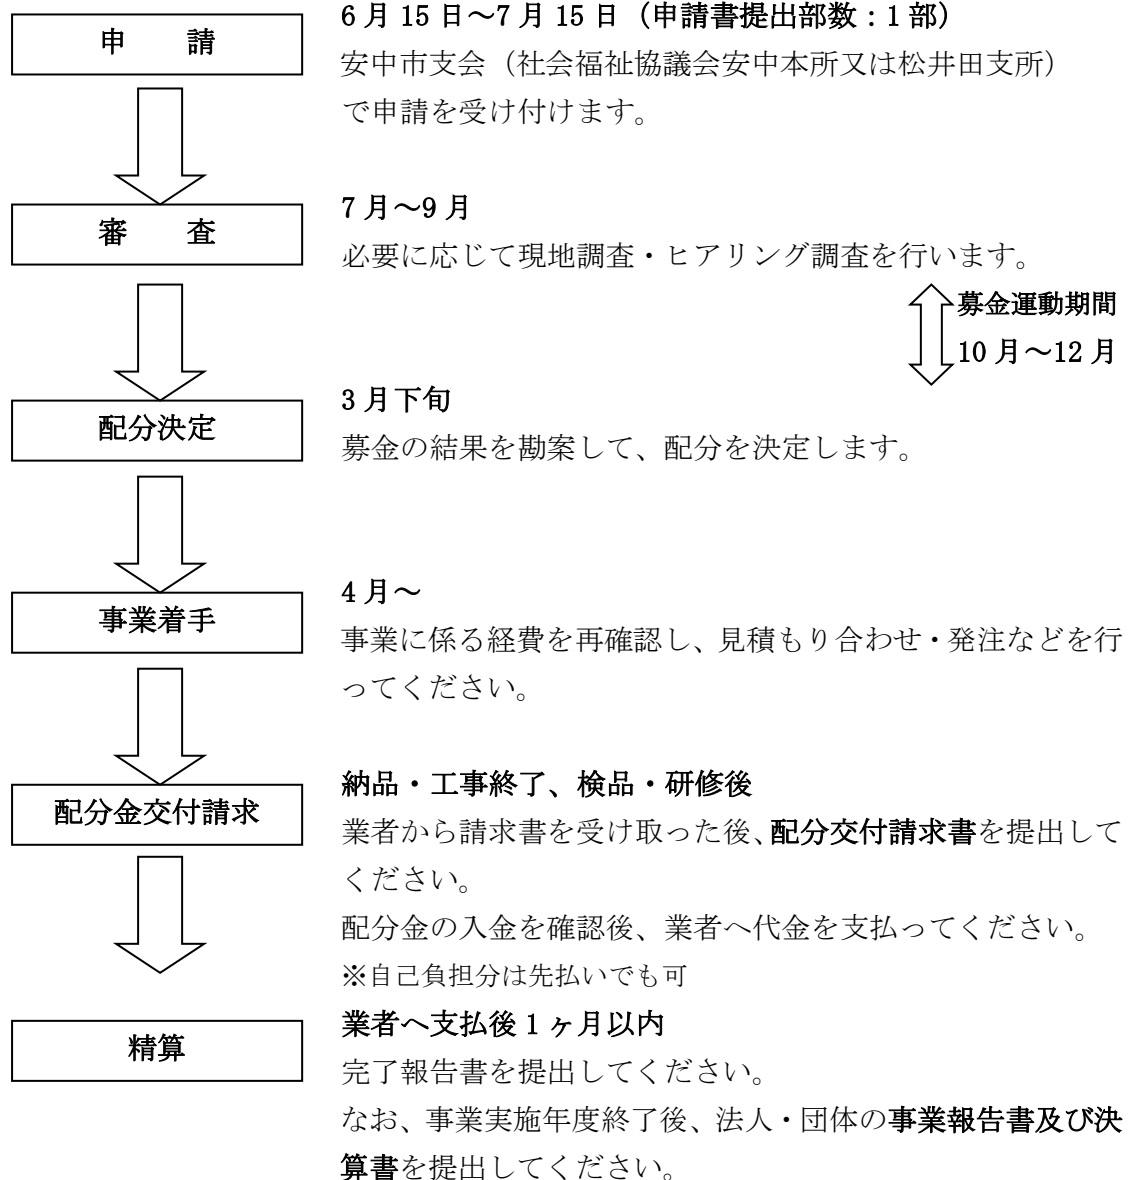 申　　請
6月15日～7月15日（申請書提出部数：1部）
安中市支会（社会福祉協議会安中本所又は松井田支所）
で申請を受け付けます。
審　　査
7月～9月
必要に応じて現地調査・ヒアリング調査を行います。
募金運動期間
10月～12月
配分決定
3月下旬
募金の結果を勘案して、配分を決定します。
事業着手
4月～
事業に係る経費を再確認し、見積もり合わせ・発注などを行
ってください。
配分金交付請求
納品・工事終了、検品・研修後
業者から請求書を受け取った後、配分交付請求書を提出して
ください。
配分金の入金を確認後、業者へ代金を支払ってください。
※自己負担分は先払いでも可
精算
業者へ支払後1ヶ月以内
完了報告書を提出してください。
なお、事業実施年度終了後、法人・団体の事業報告書及び決
算書を提出してください。